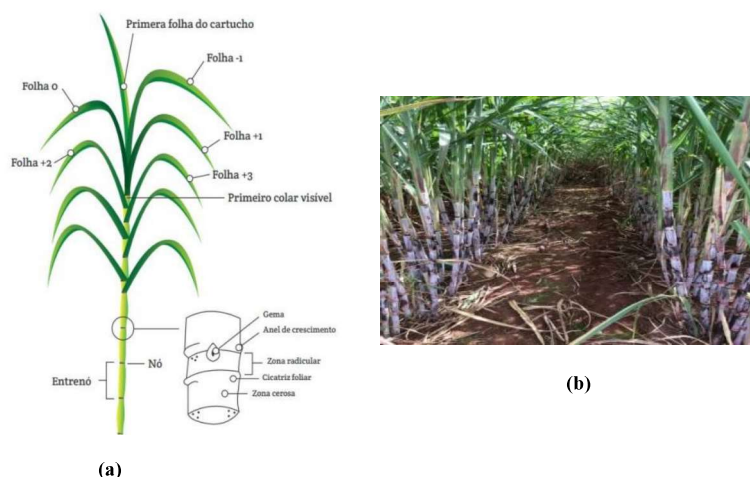 Primera folha do cartucho
Folha -1
Folha 0
Folha +1
Folha +2
Folha +3
Primeiro colar visível
Gema
Anel de crescimento
Nó
Zona radicular
Entrenó
Cicatriz foliar
Zona cerosa
(a)
(b)